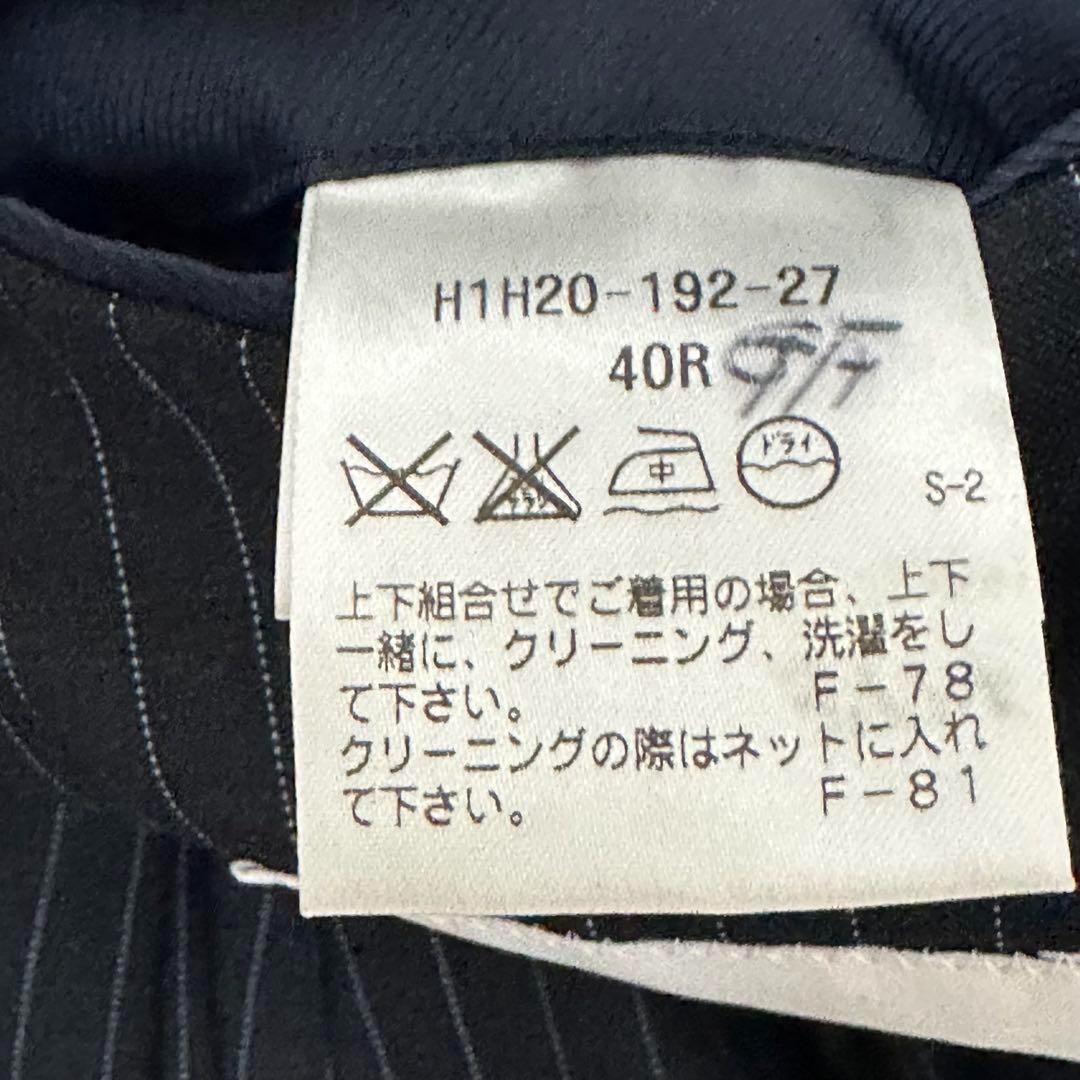 H1H20-192-27
40R
中 ドライ
S-2
上下組合せでご着用の場合、上下
一緒に、クリーニング、洗濯をし
て下さい。 F-78
クリーニングの際はネットに入れ
て下さい。 F-81